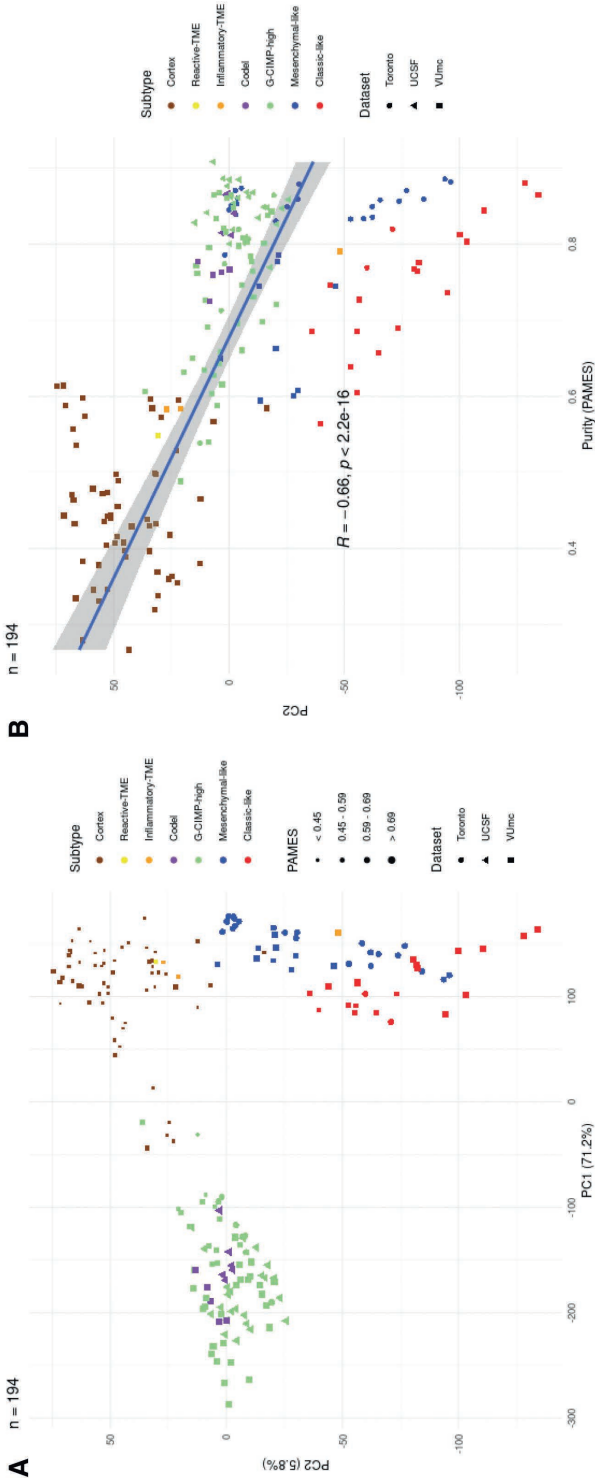 A
n = 194
50
0
-50
-100
PC2 (5.8%)
-300
-200
-100
0
100
PC1 (71.2%)
Subtype
Cortex
Reactive-TME
Inflammatory-TME
Codel
G-CIMP-high
Mesenchymal-like
Classic-like
PAMES
< 0.45
0.45 - 0.59
0.59 - 0.69
> 0.69
Dataset
Toronto
UCSF
VUmc
B
n = 194
50
0
-50
-100
PC2
0.4
0.6
0.8
Purity (PAMES)
R = −0.66, p < 2.2e-16
Subtype
Cortex
Reactive-TME
Inflammatory-TME
Codel
G-CIMP-high
Mesenchymal-like
Classic-like
Dataset
Toronto
UCSF
VUmc